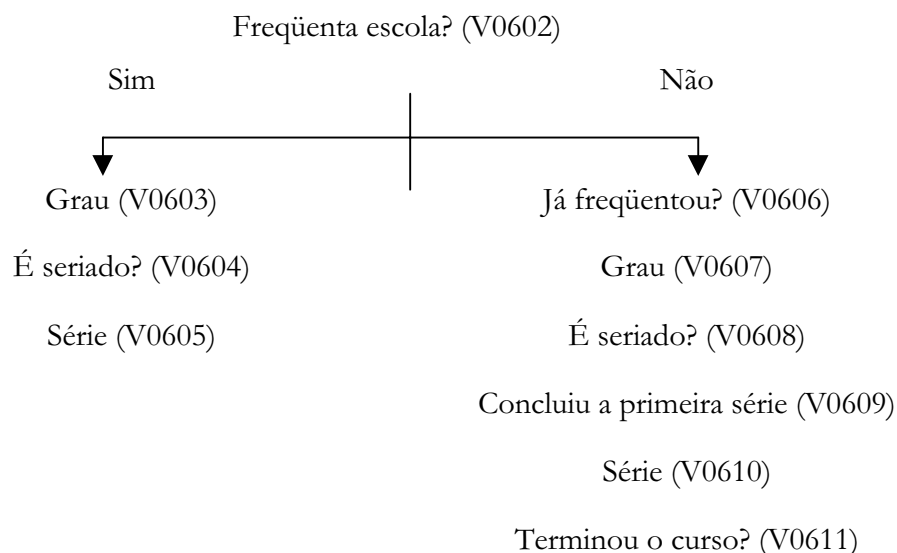 Freqüenta escola? (V0602)
Sim
Não
Grau (V0603)
É seriado? (V0604)
Série (V0605)
Já freqüentou? (V0606)
Grau (V0607)
É seriado? (V0608)
Concluiu a primeira série (V0609)
Série (V0610)
Terminou o curso? (V0611)